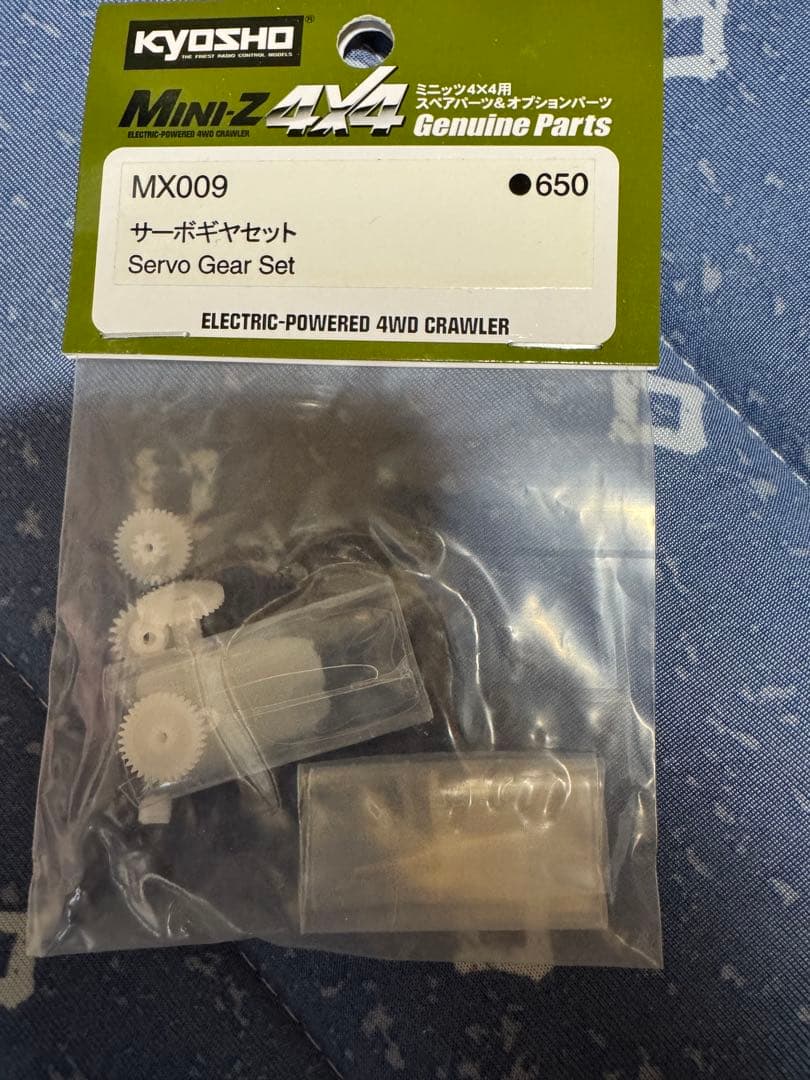 KYOSHO®
THE FINEST RADIO CONTROL MODELS
MINI-Z 4X4
ELECTRIC-POWERED 4WD CRAWLER
ミニッツ4×4用
スペアパーツ&オプションパーツ
Genuine Parts
MX009 ●650
サーボギヤセット
Servo Gear Set
ELECTRIC-POWERED 4WD CRAWLER